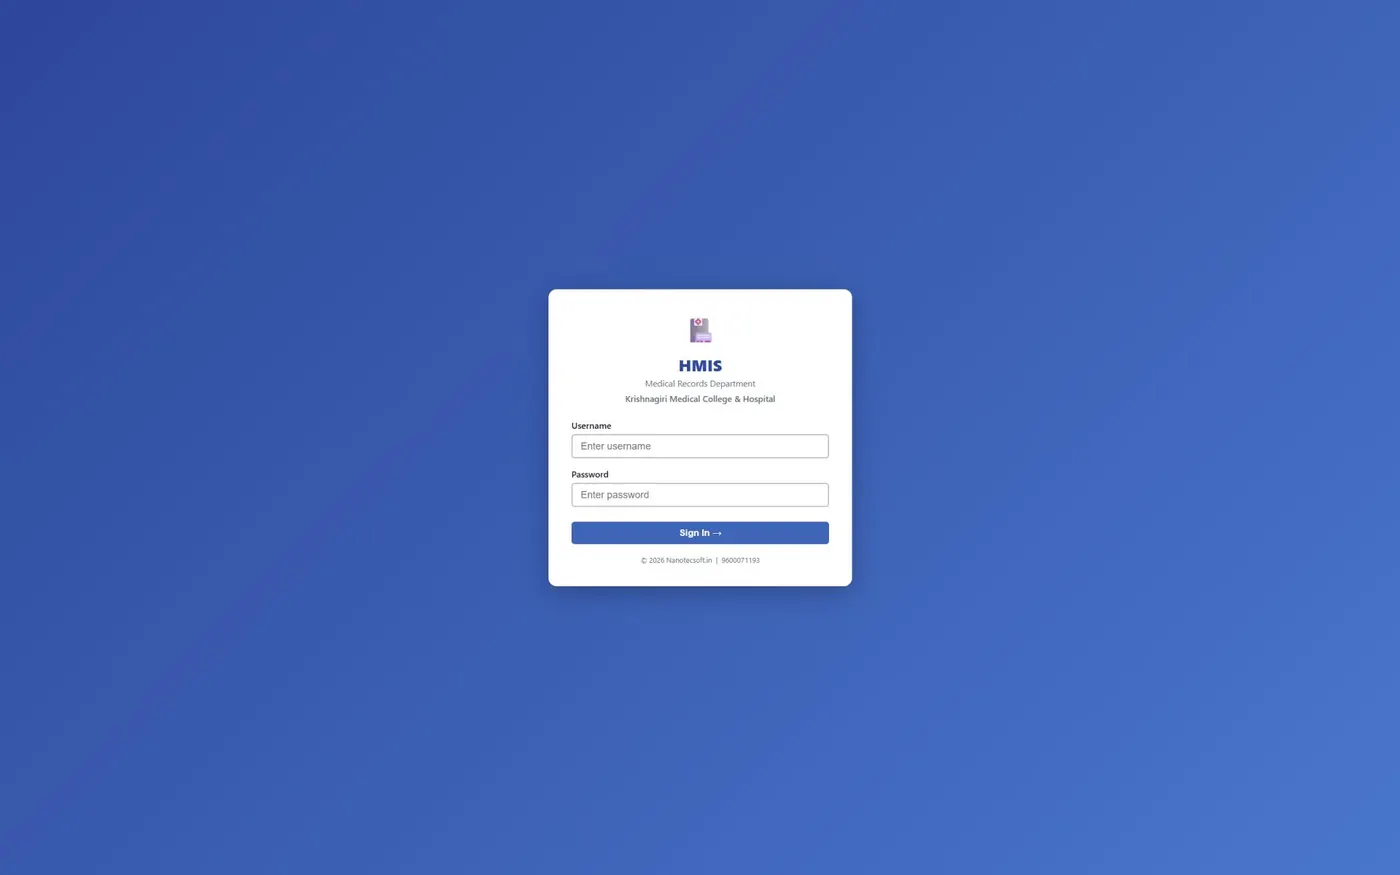 HMIS
Medical Records Department
Krishnagiri Medical College & Hospital
Username
Enter username
Password
Enter password
Sign In →
© 2026 Nanotecsoft.in | 9600071193